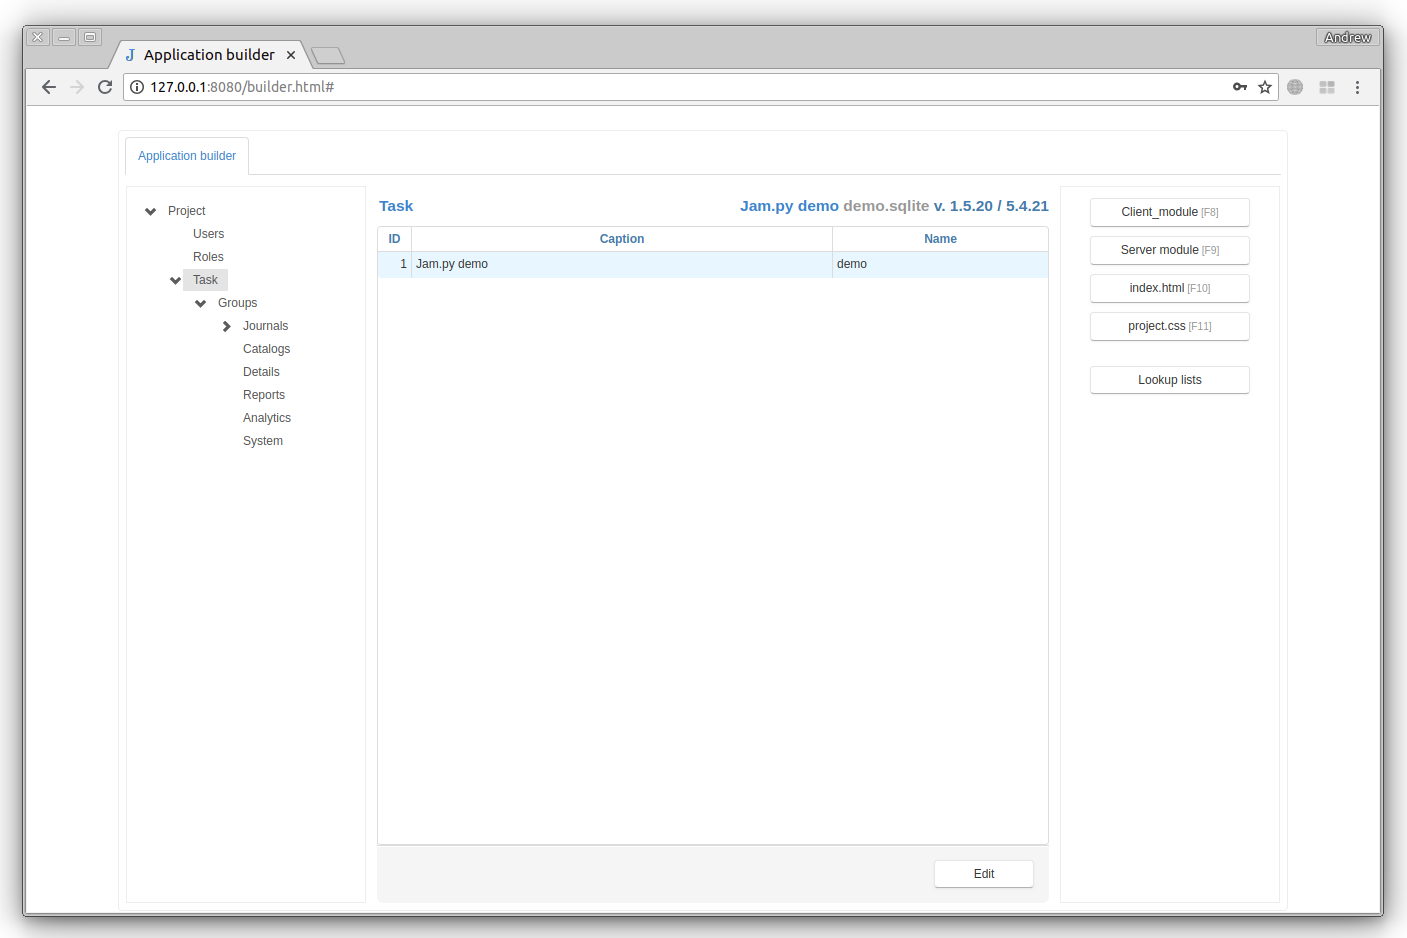 Andrew
J Application builder
127.0.0.1:8080/builder.html#
Application builder
Project
Users
Roles
Task
Groups
Journals
Catalogs
Details
Reports
Analytics
System
Task
Jam.py demo demo.sqlite v. 1.5.20 / 5.4.21
ID Caption Name
1 Jam.py demo demo
Edit
Client_module [F8]
Server module [F9]
index.html [F10]
project.css [F11]
Lookup lists